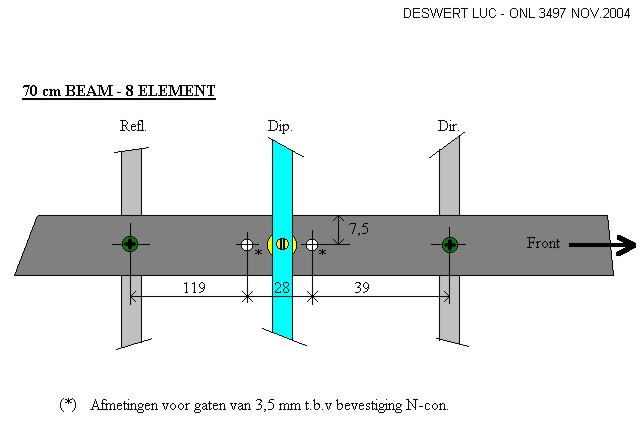 DESWERT LUC - ONL 3497 NOV.2004
70 cm BEAM - 8 ELEMENT
Refl. Dip. Dir.
7,5
Front
* *
119 28 39
(*) Afmetingen voor gaten van 3,5 mm t.b.v bevestiging N-con.